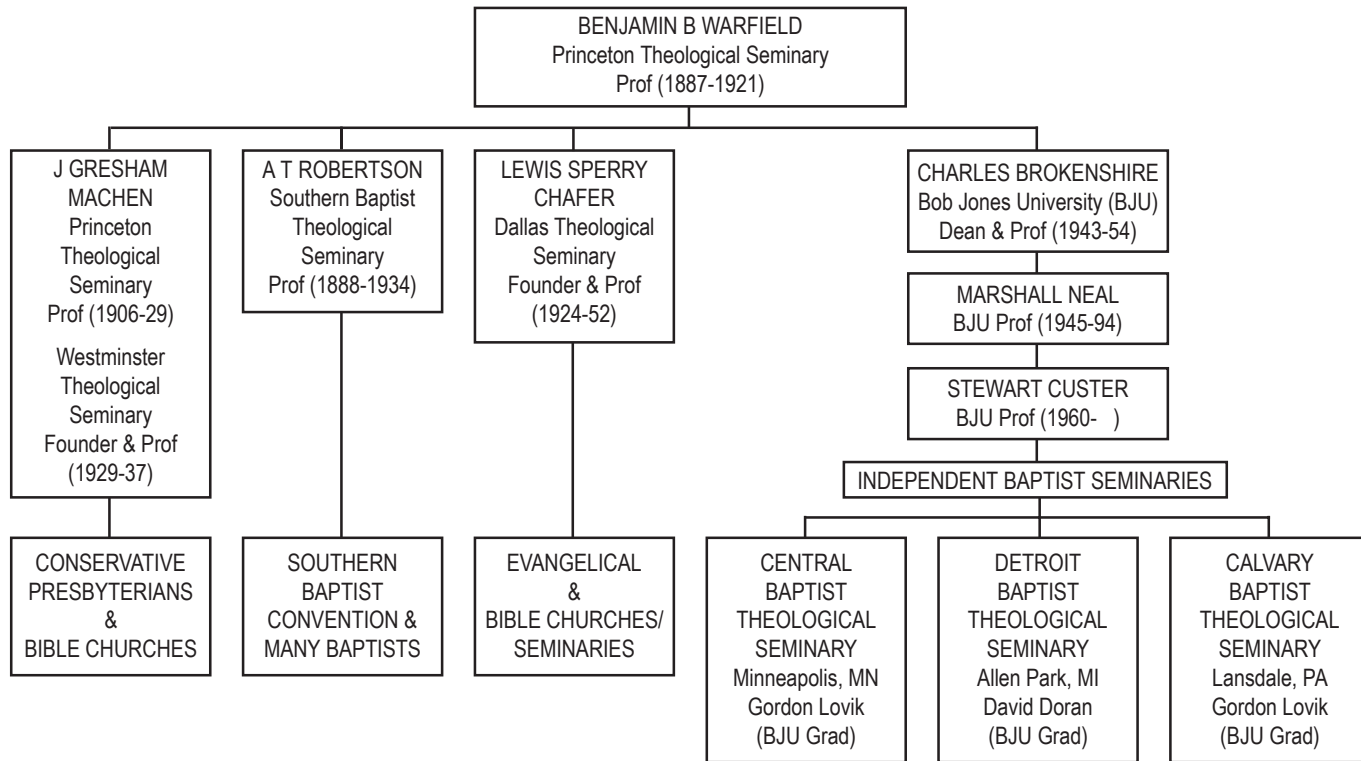 BENJAMIN B WARFIELD
Princeton Theological Seminary
Prof (1887-1921)
J GRESHAM
MACHEN
Princeton
Theological
Seminary
Prof (1906-29)
Westminster
Theological
Seminary
Founder & Prof
(1929-37)
A T ROBERTSON
Southern Baptist
Theological
Seminary
Prof (1888-1934)
LEWIS SPERRY
CHAFER
Dallas Theological
Seminary
Founder & Prof
(1924-52)
CHARLES BROKENSHIRE
Bob Jones University (BJU)
Dean & Prof (1943-54)
MARSHALL NEAL
BJU Prof (1945-94)
STEWART CUSTER
BJU Prof (1960-   )
INDEPENDENT BAPTIST SEMINARIES
CONSERVATIVE
PRESBYTERIANS
&
BIBLE CHURCHES
SOUTHERN
BAPTIST
CONVENTION &
MANY BAPTISTS
EVANGELICAL
&
BIBLE CHURCHES/
SEMINARIES
CENTRAL
BAPTIST
THEOLOGICAL
SEMINARY
Minneapolis, MN
Gordon Lovik
(BJU Grad)
DETROIT
BAPTIST
THEOLOGICAL
SEMINARY
Allen Park, MI
David Doran
(BJU Grad)
CALVARY
BAPTIST
THEOLOGICAL
SEMINARY
Lansdale, PA
Gordon Lovik
(BJU Grad)